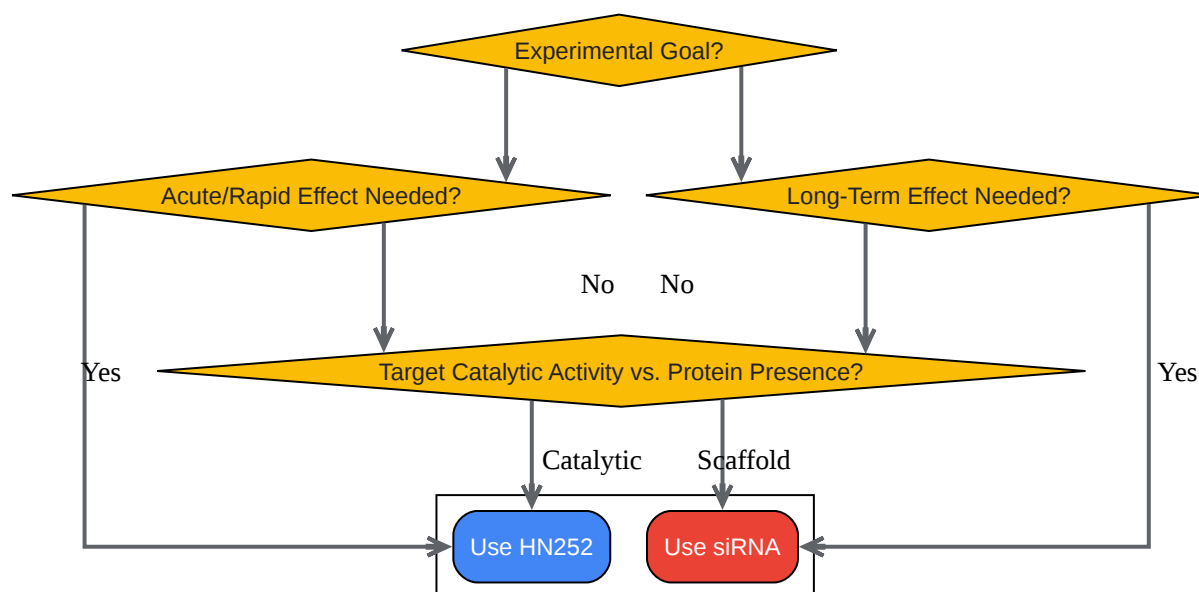 Experimental Goal?
Acute/Rapid Effect Needed?
Long-Term Effect Needed?
No
No
Yes
Target Catalytic Activity vs. Protein Presence?
Yes
Catalytic
Scaffold
Use HN252
Use siRNA